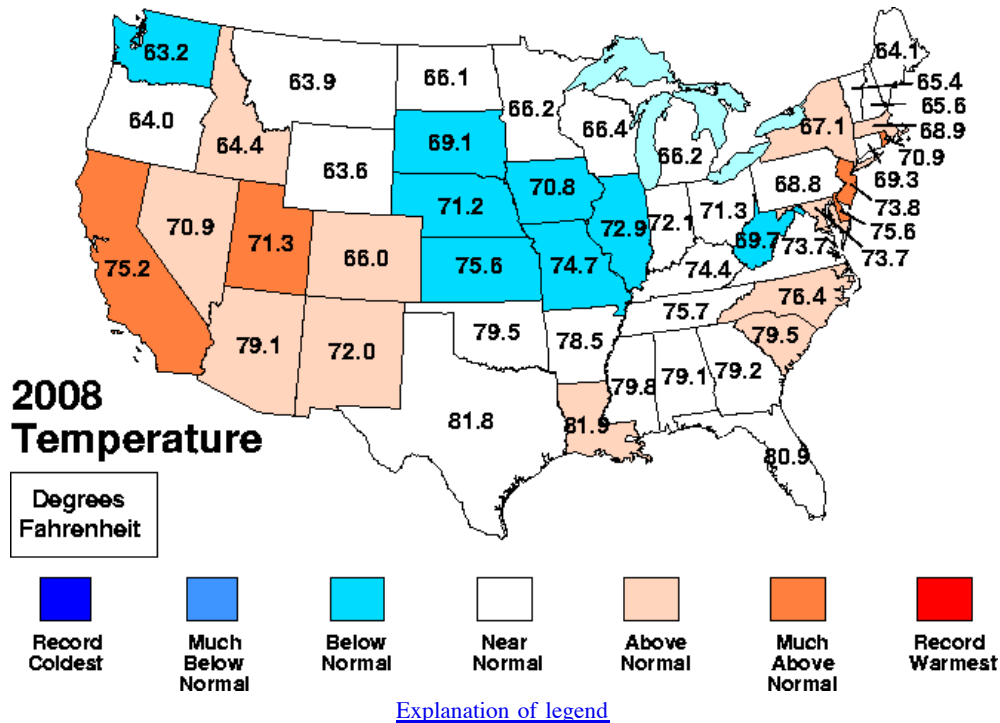 63.2
63.9
66.1
66.2
64.1
65.4
65.6
64.0
64.4
63.6
69.1
66.4
66.2
67.1
68.9
70.9
69.3
70.9
71.3
66.0
71.2
70.8
72.9
72.1
71.3
68.8
69.7
73.7
73.8
75.6
73.7
75.2
75.6
74.7
74.4
75.7
76.4
79.1
72.0
79.5
78.5
79.5
79.8
79.1
79.2
81.8
81.9
80.9
2008
Temperature
Degrees
Fahrenheit
Record
Coldest
Much
Below
Normal
Below
Normal
Near
Normal
Above
Normal
Much
Above
Normal
Record
Warmest
Explanation of legend